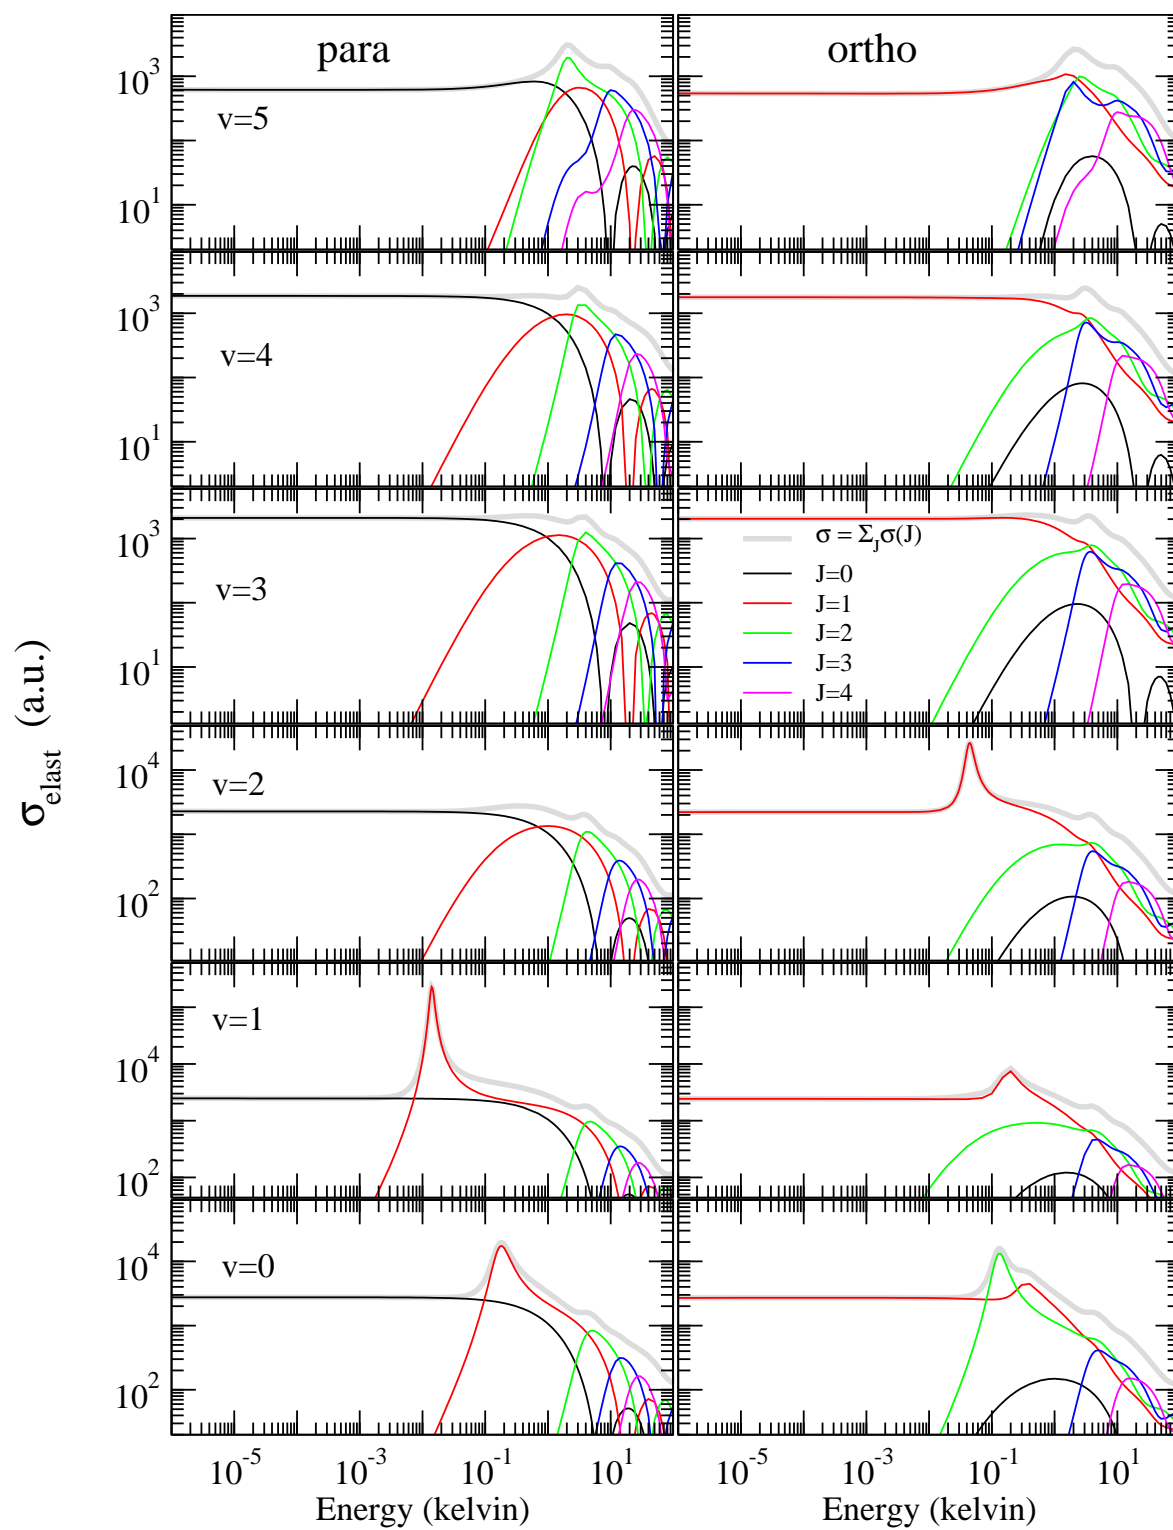 para ortho
10^3
v=5
10^1
10^3
v=4
10^1
10^3
σ = Σ_J σ(J)
J=0
v=3
J=1
J=2
10^1
J=3
J=4
σ_elast (a.u.)
10^4
v=2
10^2
v=1
10^4
10^2
10^4
v=0
10^2
10^-5 10^-3 10^-1 10^1 10^-5 10^-3 10^-1 10^1
Energy (kelvin) Energy (kelvin)